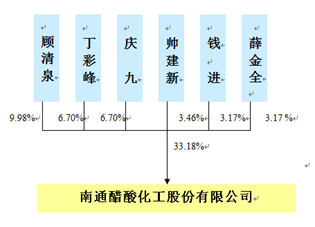 顾清泉
丁彩峰
庆九
帅建新
钱进
薛金全
9.98%
6.70%
6.70%
3.46%
3.17%
3.17 %
33.18%
南通醋酸化工股份有限公司